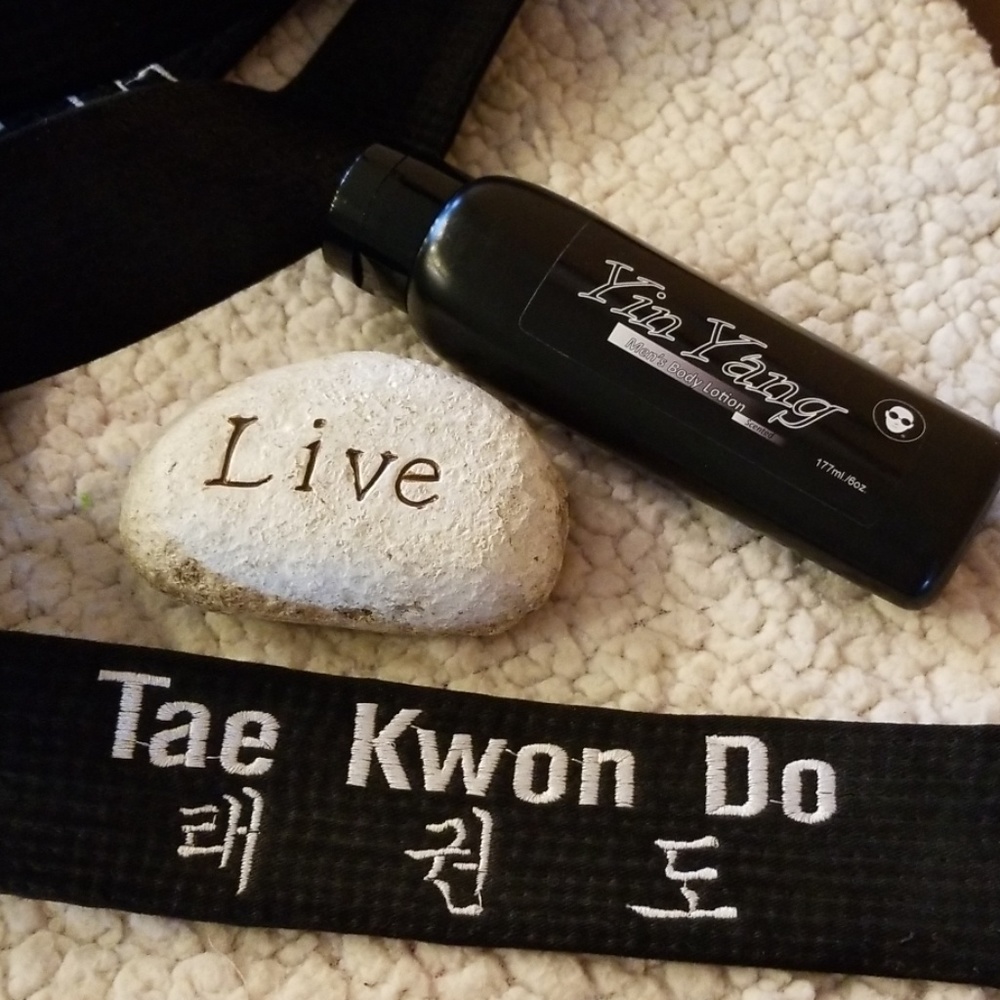 Yin Yang
Men's Body Lotion
Scented
177ml./6oz.
Live
Tae Kwon Do
태 권 도